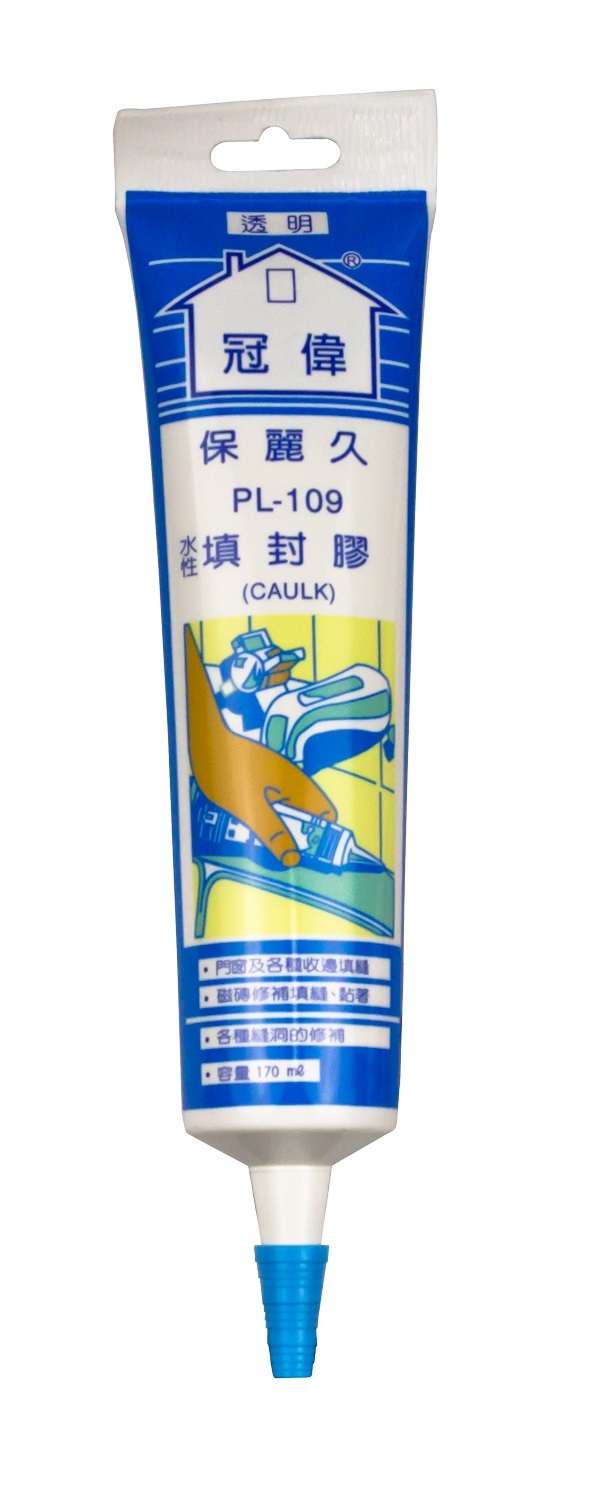 透明
®
冠偉
保麗久
PL-109
水性填封膠
(CAULK)
・門窗及各種收邊填縫
・磁磚修補填縫、黏著
・各種縫洞的修補
・容量 170 ㎖